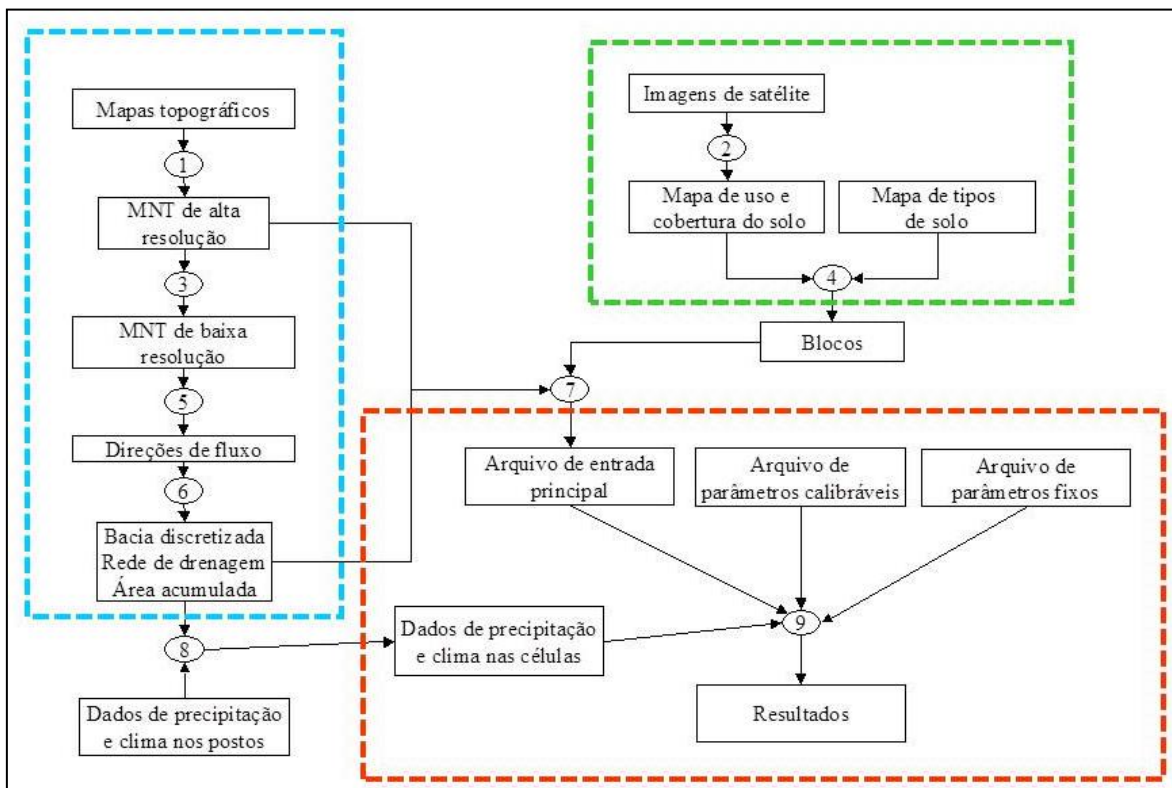 Mapas topográficos
1
MNT de alta
resolução
3
MNT de baixa
resolução
5
Direções de fluxo
6
Bacia discretizada
Rede de drenagem
Área acumulada
8
Dados de precipitação
e clima nos postos
Imagens de satélite
2
Mapa de uso e
cobertura do solo
Mapa de tipos
de solo
4
Blocos
7
Arquivo de entrada
principal
Arquivo de
parâmetros calibráveis
Arquivo de
parâmetros fixos
Dados de precipitação
e clima nas células
9
Resultados